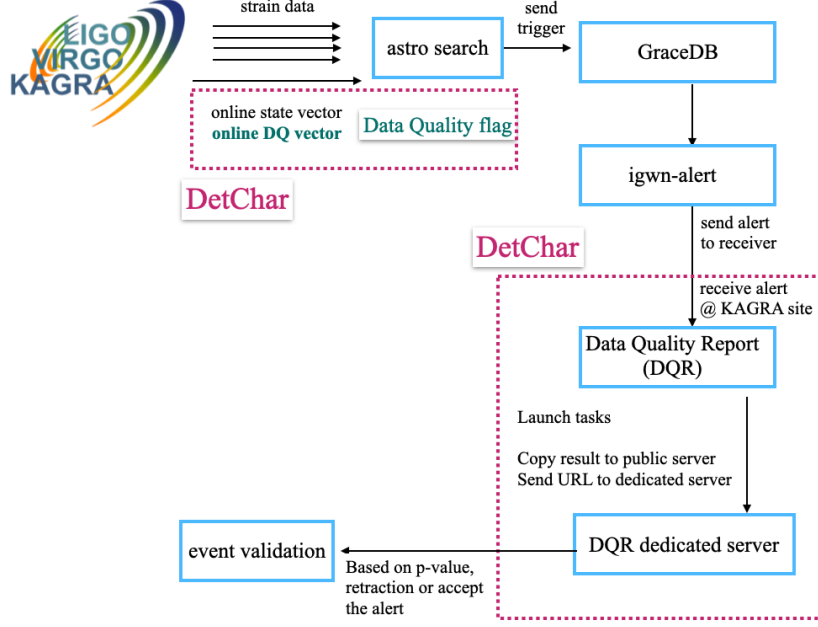 LIGO
VIRGO
KAGRA
strain data
astro search
send
trigger
GraceDB
online state vector
online DQ vector
Data Quality flag
DetChar
igwn-alert
send alert
to receiver
DetChar
receive alert
@ KAGRA site
Data Quality Report
(DQR)
Launch tasks
Copy result to public server
Send URL to dedicated server
DQR dedicated server
event validation
Based on p-value,
retraction or accept
the alert